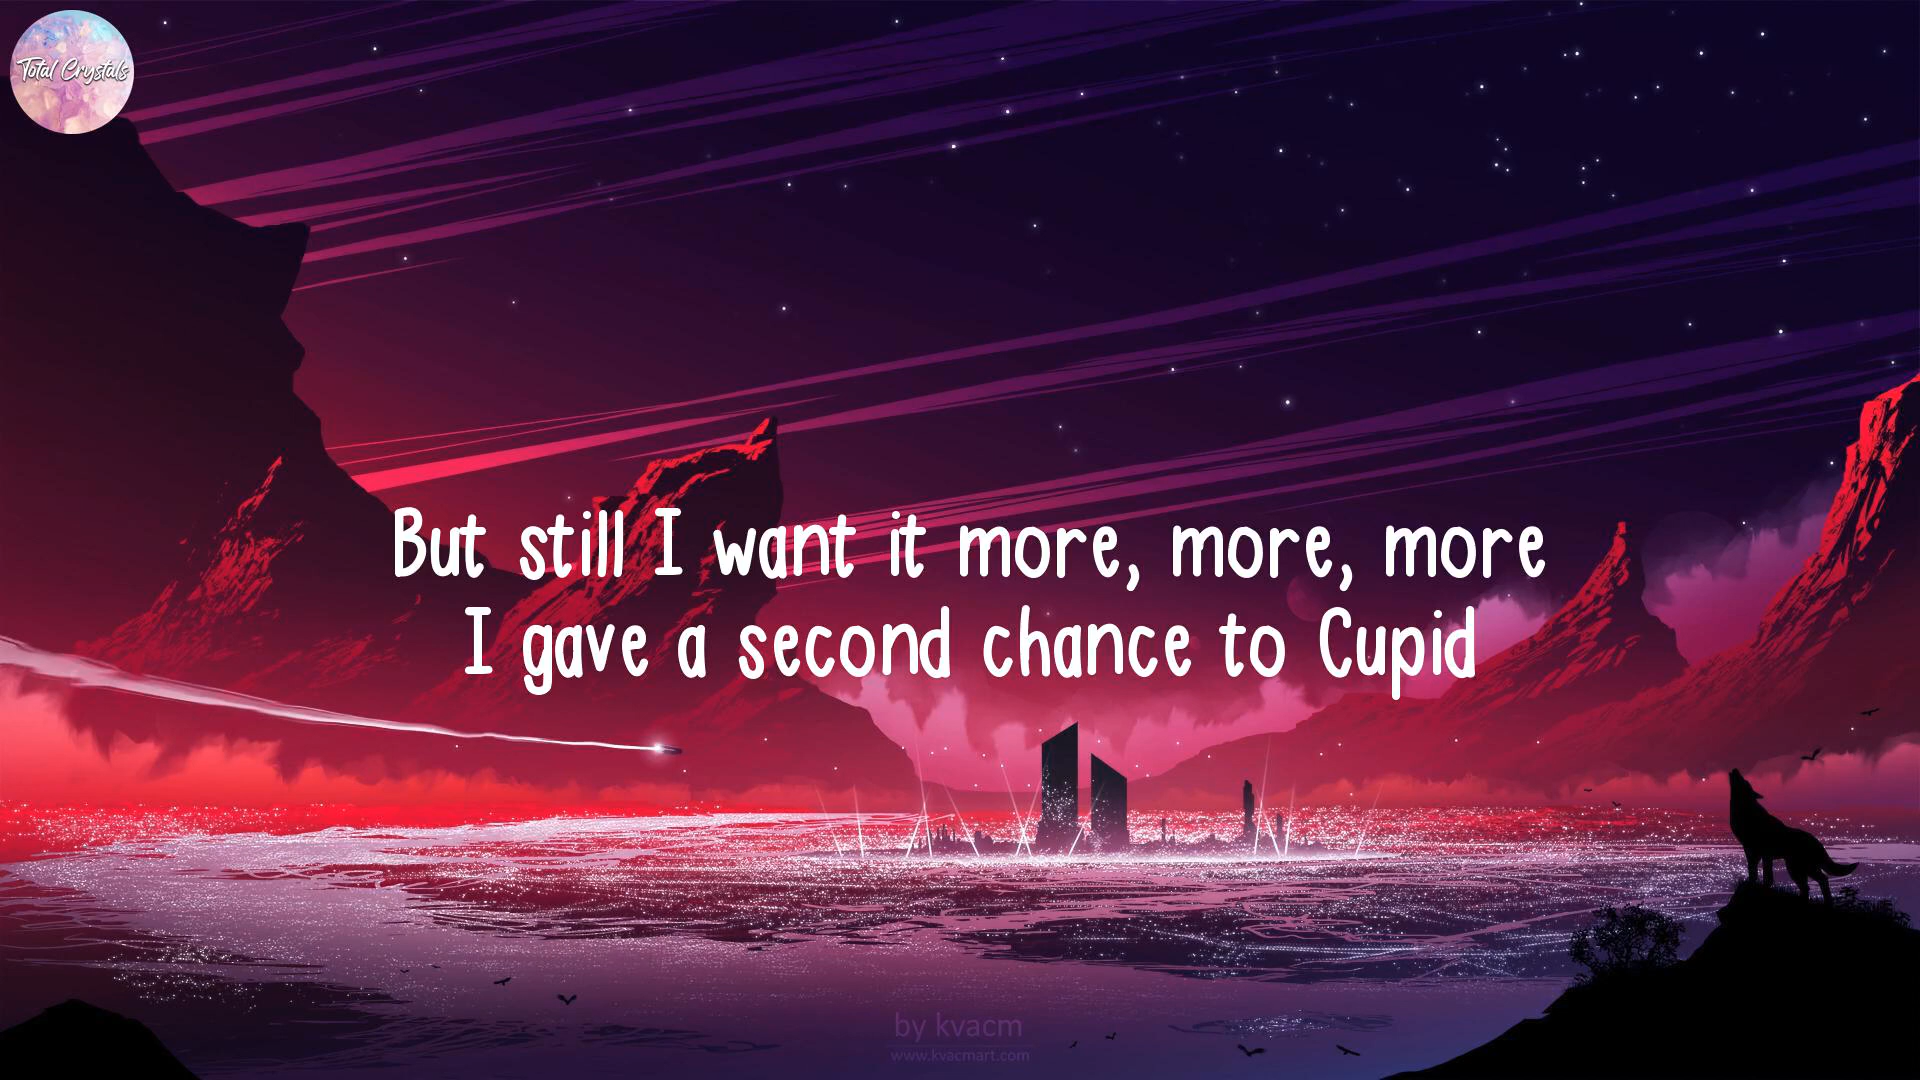 Total Crystals
But still I want it more, more, more
I gave a second chance to Cupid
by kvacm
www.kvacmart.com